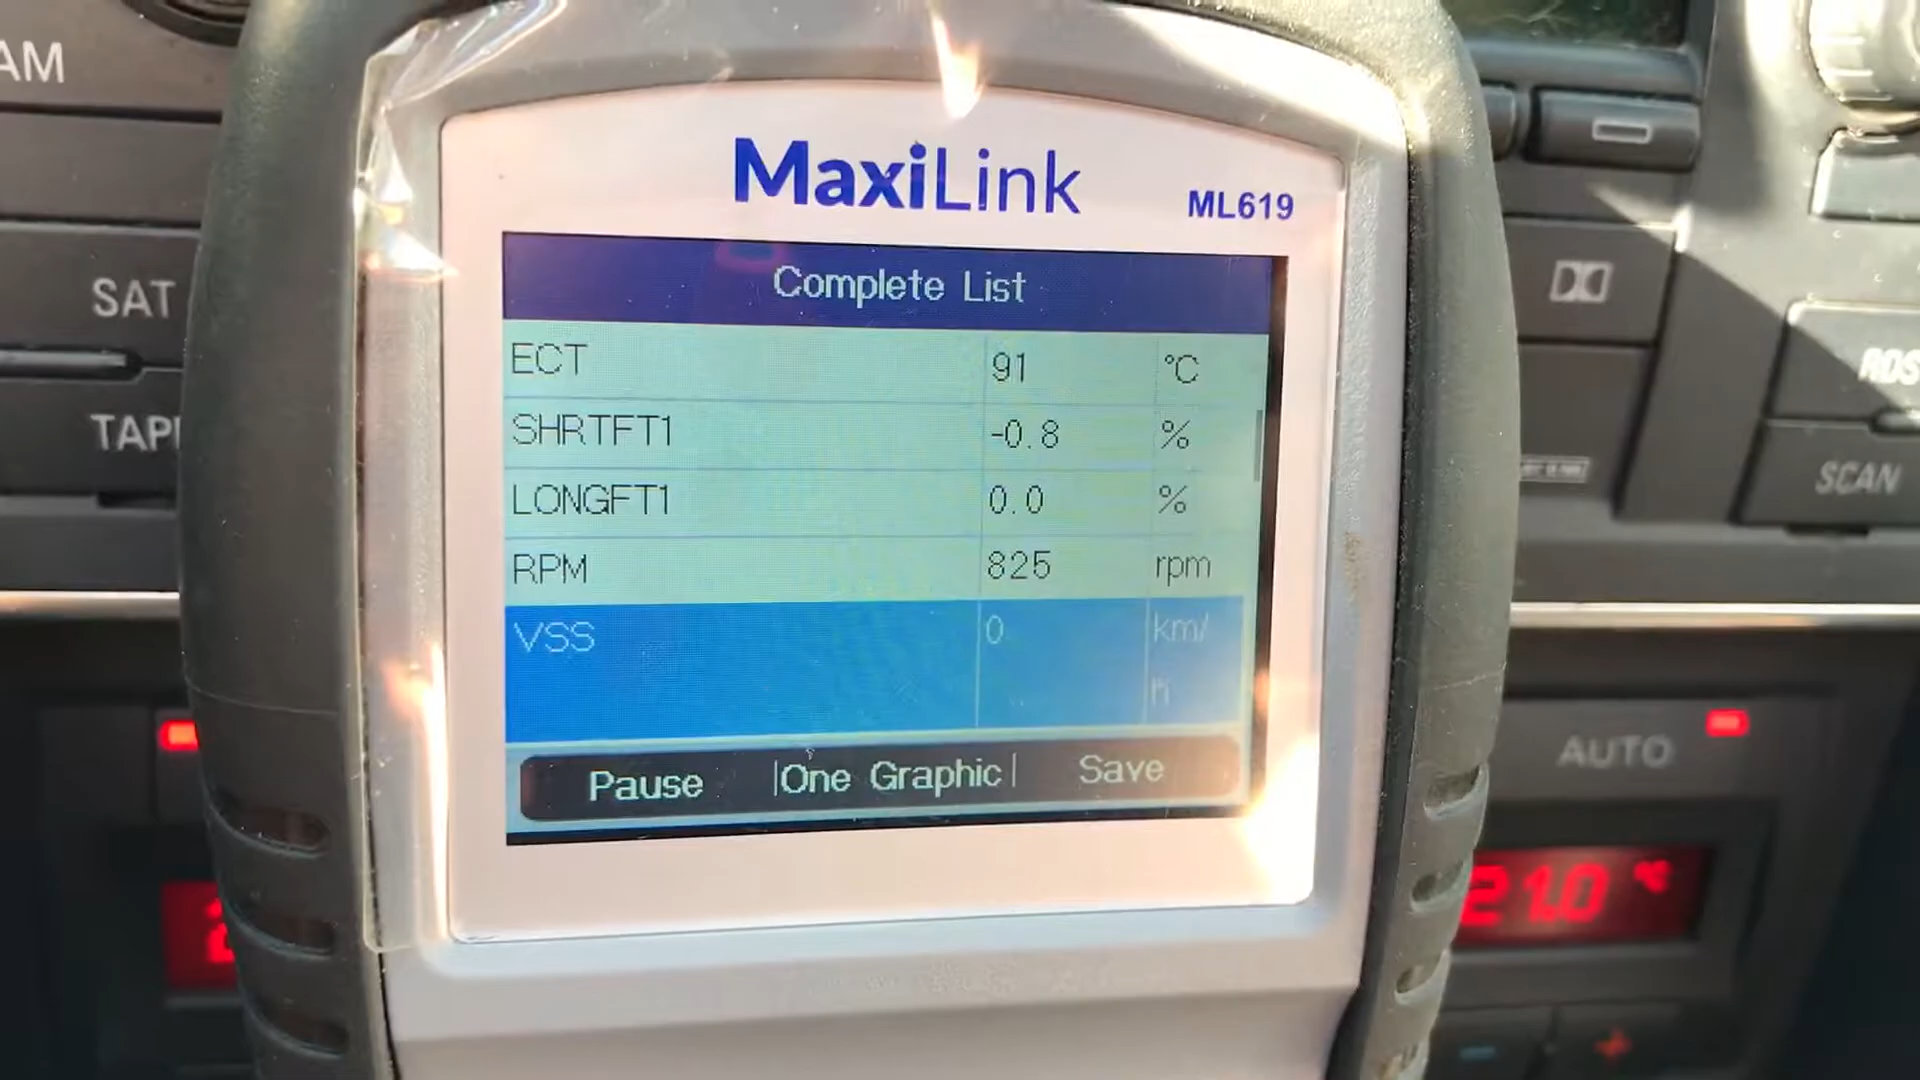 AM
MaxiLink
ML619
Complete List
ECT 91 °C
SHRTFT1 -0.8 %
LONGFT1 0.0 %
RPM 825 rpm
VSS 0 km/
h
Pause |One Graphic| Save
SAT
TAP
RDS
SCAN
AUTO
21.0 °C